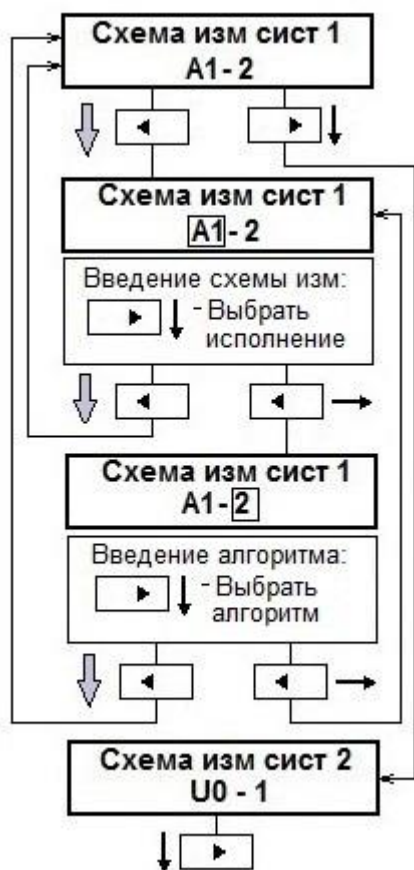 Схема изм сист 1
А1- 2
Схема изм сист 1
А1- 2
Введение схемы изм:
- Выбрать
исполнение
Схема изм сист 1
А1- 2
Введение алгоритма:
- Выбрать
алгоритм
Схема изм сист 2
U0 - 1